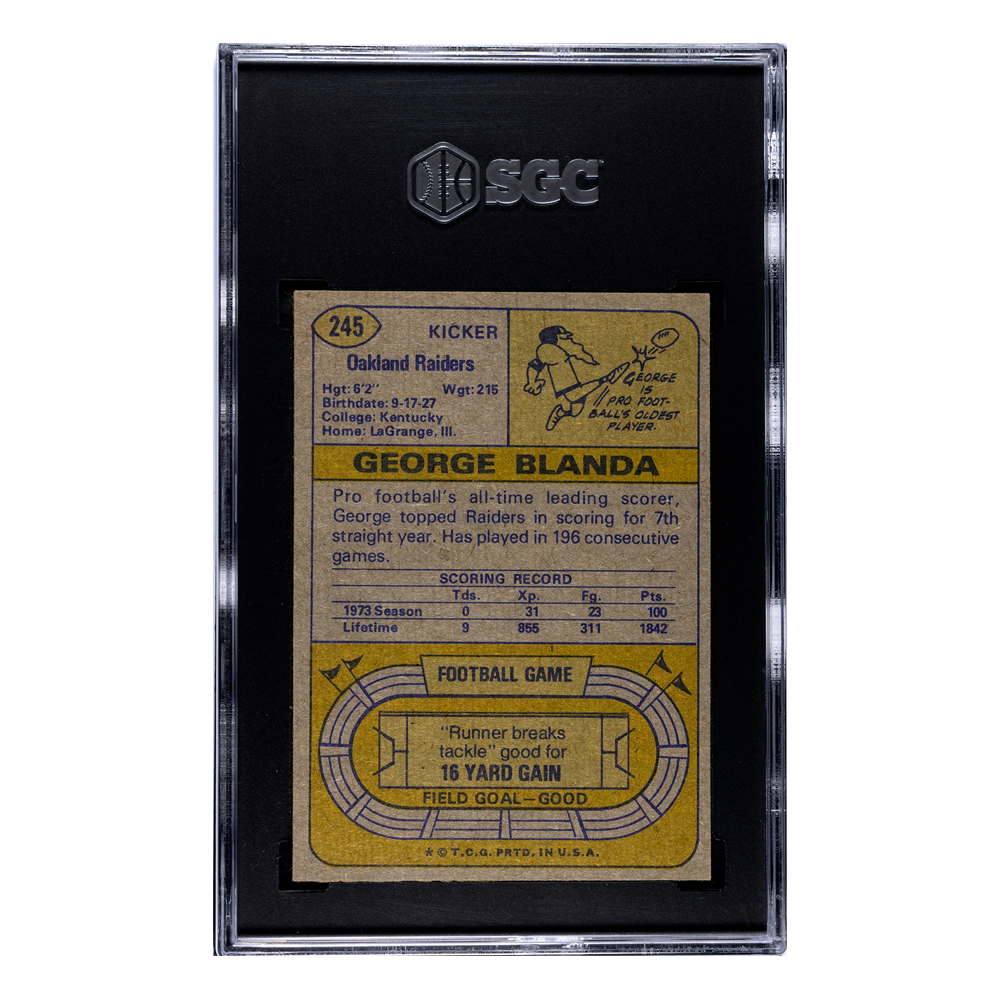 SGC
245
KICKER
Oakland Raiders
Hgt: 6'2" Wgt: 215
Birthdate: 9-17-27
College: Kentucky
Home: LaGrange, Ill.
GEORGE
IS
PRO FOOT-
BALL'S OLDEST
PLAYER.
GEORGE BLANDA
Pro football's all-time leading scorer,
George topped Raiders in scoring for 7th
straight year. Has played in 196 consecutive
games.
SCORING RECORD
Tds. Xp. Fg. Pts.
1973 Season 0 31 23 100
Lifetime 9 855 311 1842
FOOTBALL GAME
"Runner breaks
tackle" good for
16 YARD GAIN
FIELD GOAL—GOOD
* © T.C.G. PRTD. IN U.S.A.